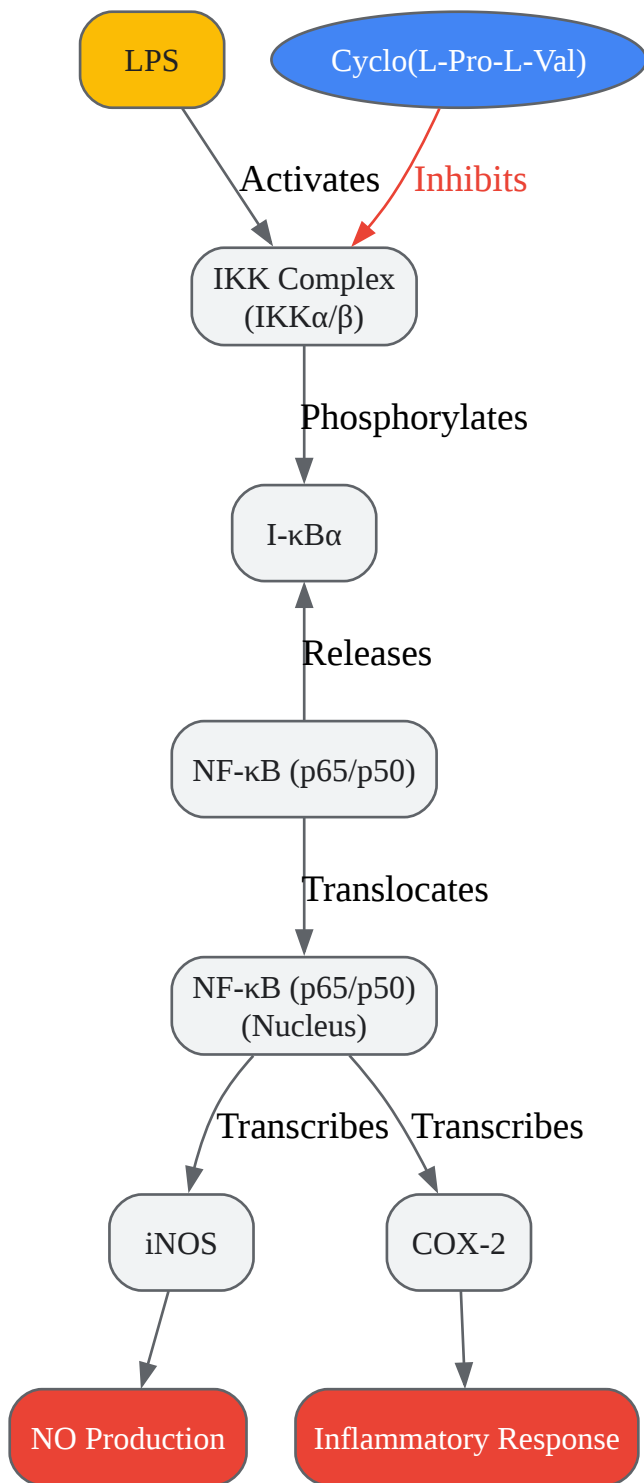 LPS
Cyclo(L-Pro-L-Val)
Activates
Inhibits
IKK Complex
(IKKα/β)
Phosphorylates
I-κBα
Releases
NF-κB (p65/p50)
Translocates
NF-κB (p65/p50)
(Nucleus)
Transcribes
Transcribes
iNOS
COX-2
NO Production
Inflammatory Response